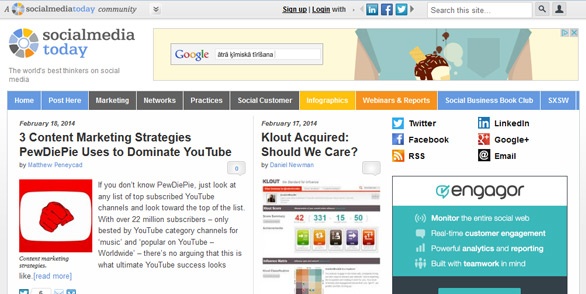 A socialmediatoday community
Sign up | Login with
Search this site...
socialmedia
today
The world's best thinkers on social
media
Google
ātrā ķīmiskā tīrīšana
Home
Post Here
Marketing
Networks
Practices
Social Customer
Infographics
Webinars & Reports
Social Business Book Club
SXSW
February 18, 2014
3 Content Marketing Strategies
PewDiePie Uses to Dominate YouTube
by Matthew Peneycad
0
If you don't know PewDiePie, just look at
any list of top subscribed YouTube
channels and look toward the top of the list.
With over 22 million subscribers – only
bested by YouTube category channels for
'music' and 'popular on YouTube –
Worldwide' – there's no arguing that this is
what ultimate YouTube success looks
Content marketing
strategies.
like [read more]
6
February 17, 2014
Klout Acquired:
Should We Care?
by Daniel Newman
KLOUT
331
15
50
Twitter
LinkedIn
Facebook
Google+
RSS
Email
engagor
Monitor the entire social web
Real-time customer engagement
Powerful analytics and reporting
Built with teamwork in mind